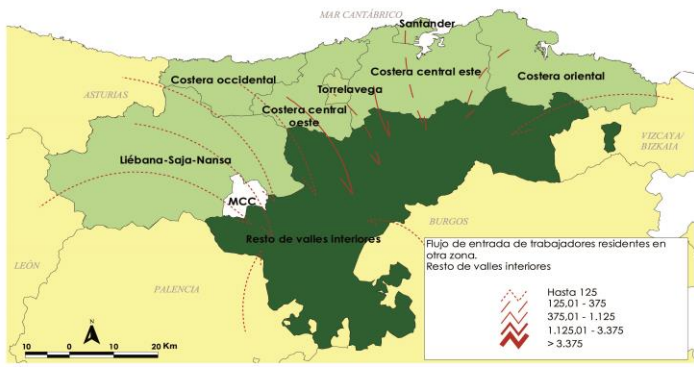 MAR CANTÁBRICO
Santander
Costera occidental
Costera central este
Costera oriental
Torrelavega
ASTURIAS
Costera central
oeste
VIZCAYA/
BIZKAIA
Liébana-Saja-Nansa
MCC
BURGOS
Resto de valles interiores
LEÓN
PALENCIA
Flujo de entrada de trabajadores residentes en
otra zona.
Resto de valles interiores
Hasta 125
125,01 - 375
375,01 - 1.125
1.125,01 - 3.375
> 3.375
N
10 0 10 20 Km